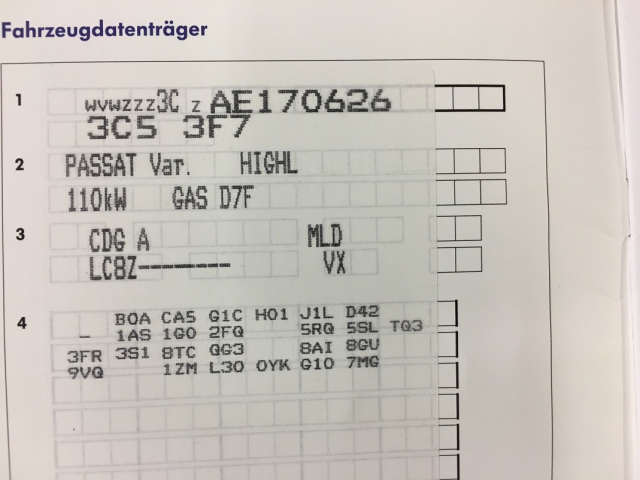 Fahrzeugdatenträger
1 WVWZZZ3C Z AE170626
3C5 3F7
2 PASSAT Var. HIGHL
110kW GAS D7F
3 CDG A MLD
LC8Z-------- VX
4 B0A CA5 G1C H01 J1L D42
– 1AS 1G0 2FQ 5RQ 5SL TQ3
3FR 3S1 8TC QG3 8AI 8GU
9VQ 1ZM L30 0YK G10 7MG